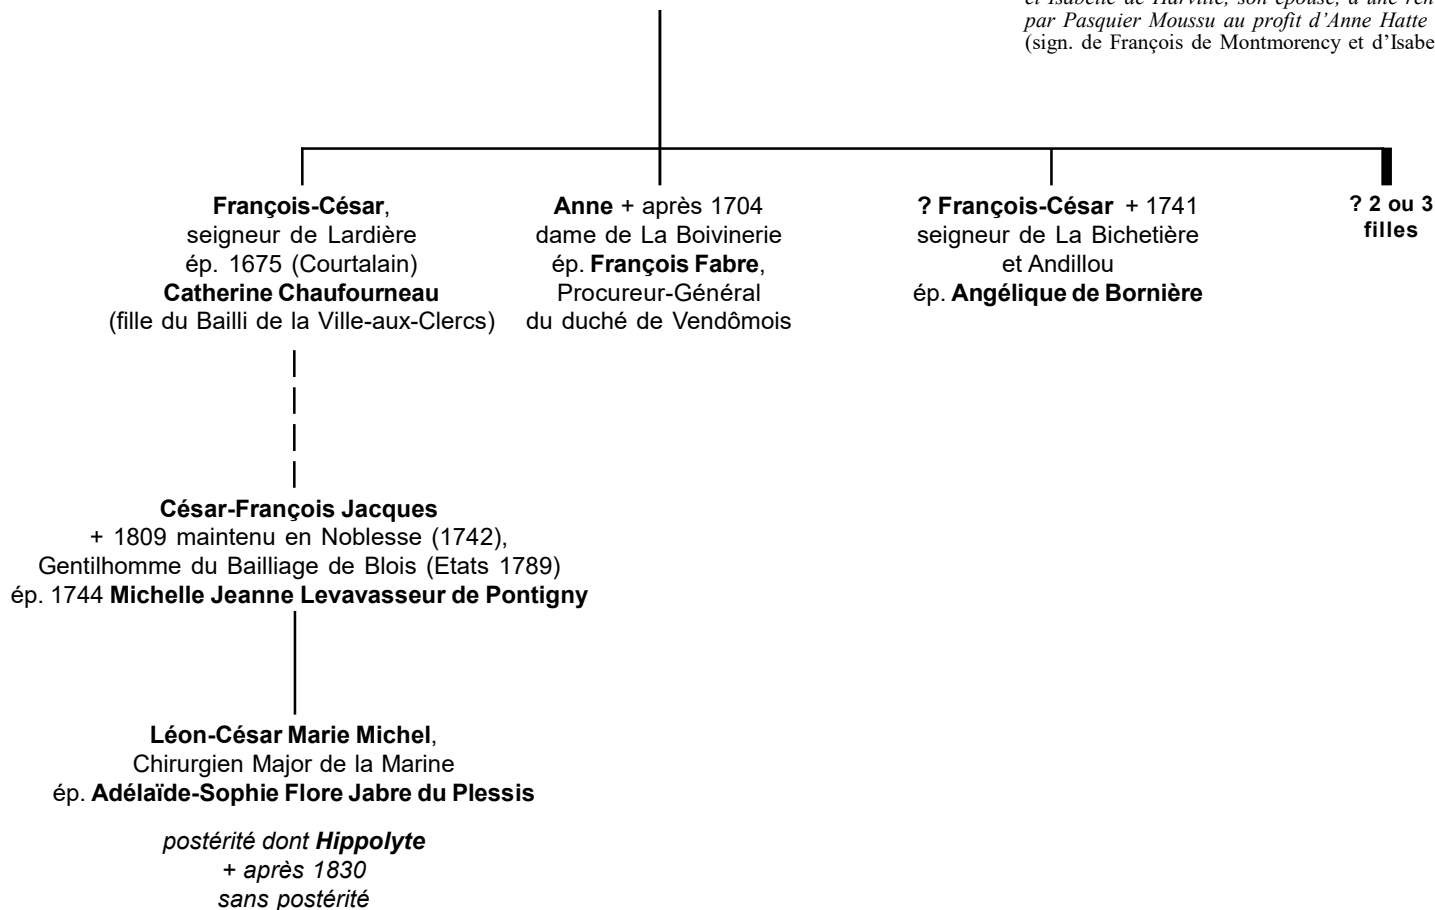 et Isabelle de Harville, son épouse, d'une ren
par Pasquier Moussu au profit d'Anne Hatte
(sign. de François de Montmorency et d'Isabe
François-César,
seigneur de Lardière
ép. 1675 (Courtalain)
Catherine Chaufourneau
(fille du Bailli de la Ville-aux-Clercs)
Anne + après 1704
dame de La Boivinerie
ép. François Fabre,
Procureur-Général
du duché de Vendômois
? François-César + 1741
seigneur de La Bichetière
et Andillou
ép. Angélique de Bornière
? 2 ou 3
filles
César-François Jacques
+ 1809 maintenu en Noblesse (1742),
Gentilhomme du Bailliage de Blois (Etats 1789)
ép. 1744 Michelle Jeanne Levavasseur de Pontigny
Léon-César Marie Michel,
Chirurgien Major de la Marine
ép. Adélaïde-Sophie Flore Jabre du Plessis
postérité dont Hippolyte
+ après 1830
sans postérité